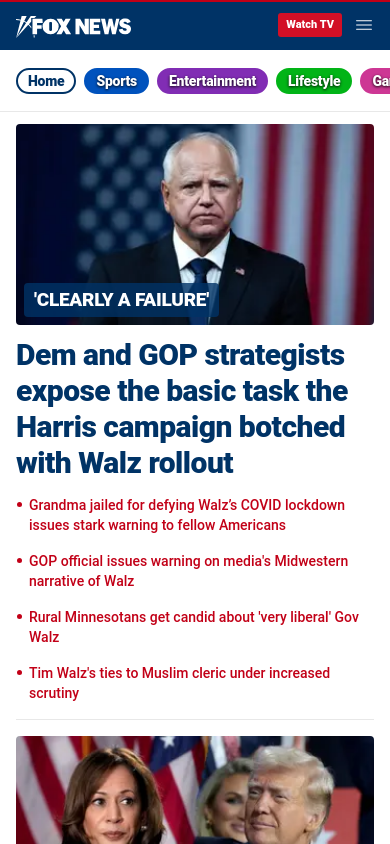 FOX NEWS
Watch TV
Home
Sports
Entertainment
Lifestyle
Ga
'CLEARLY A FAILURE'
Dem and GOP strategists
expose the basic task the
Harris campaign botched
with Walz rollout
• Grandma jailed for defying Walz's COVID lockdown
issues stark warning to fellow Americans
• GOP official issues warning on media's Midwestern
narrative of Walz
• Rural Minnesotans get candid about 'very liberal' Gov
Walz
• Tim Walz's ties to Muslim cleric under increased
scrutiny